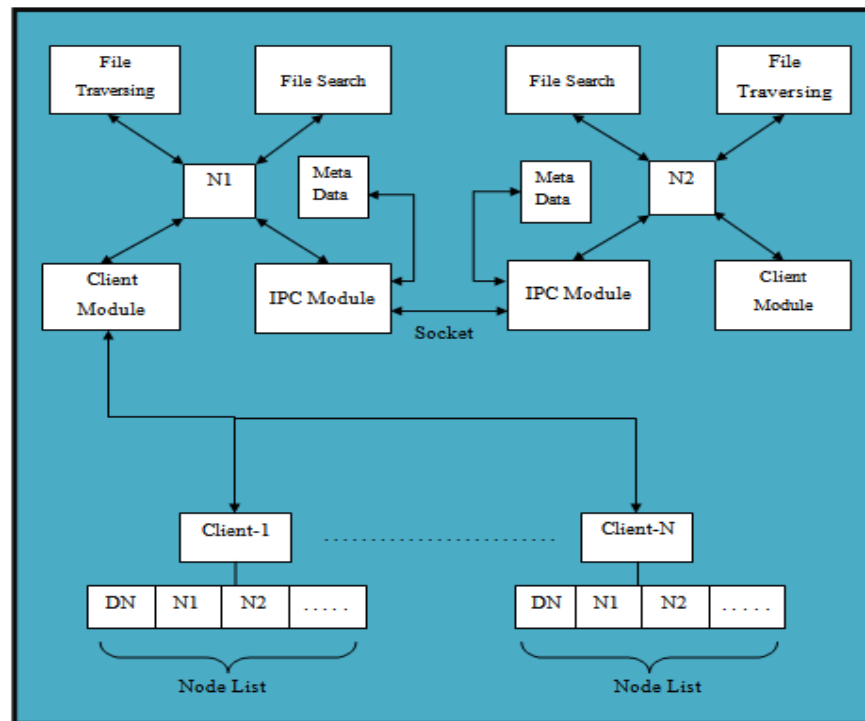 File
Traversing
File Search
File Search
File
Traversing
N1
Meta
Data
Meta
Data
N2
Client
Module
IPC Module
IPC Module
Client
Module
Socket
Client-1
. . . . . . . . . . . . . . . . . . . . . . . .
Client-N
DN N1 N2 . . . . .
DN N1 N2 . . . . .
Node List
Node List